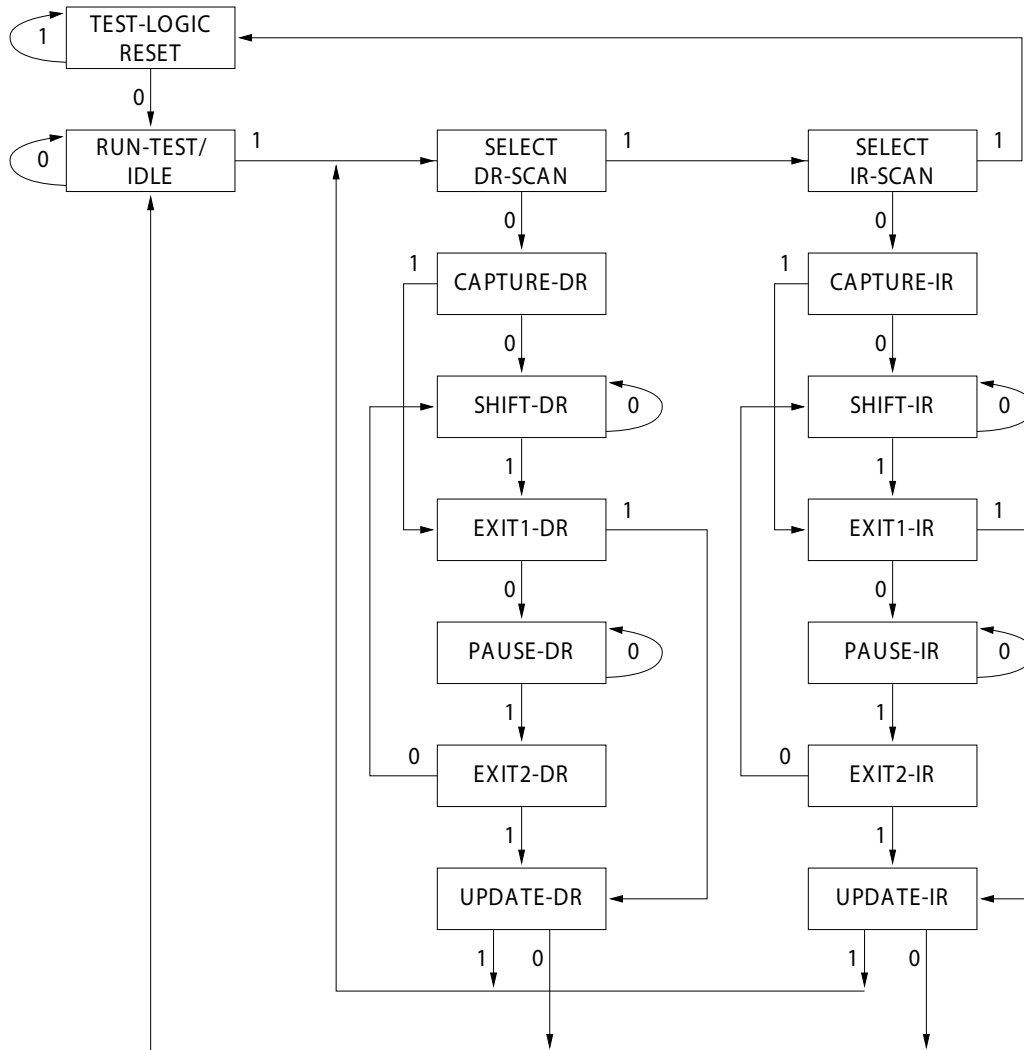 TEST-LOGIC
RESET
1
0
RUN-TEST/
IDLE
0
1
SELECT
DR-SCAN
1
SELECT
IR-SCAN
1
0
0
1
CAPTURE-DR
1
CAPTURE-IR
0
0
SHIFT-DR
0
SHIFT-IR
0
1
1
EXIT1-DR
1
EXIT1-IR
1
0
0
PAUSE-DR
0
PAUSE-IR
0
1
1
0
EXIT2-DR
0
EXIT2-IR
1
1
UPDATE-DR
UPDATE-IR
1
0
1
0